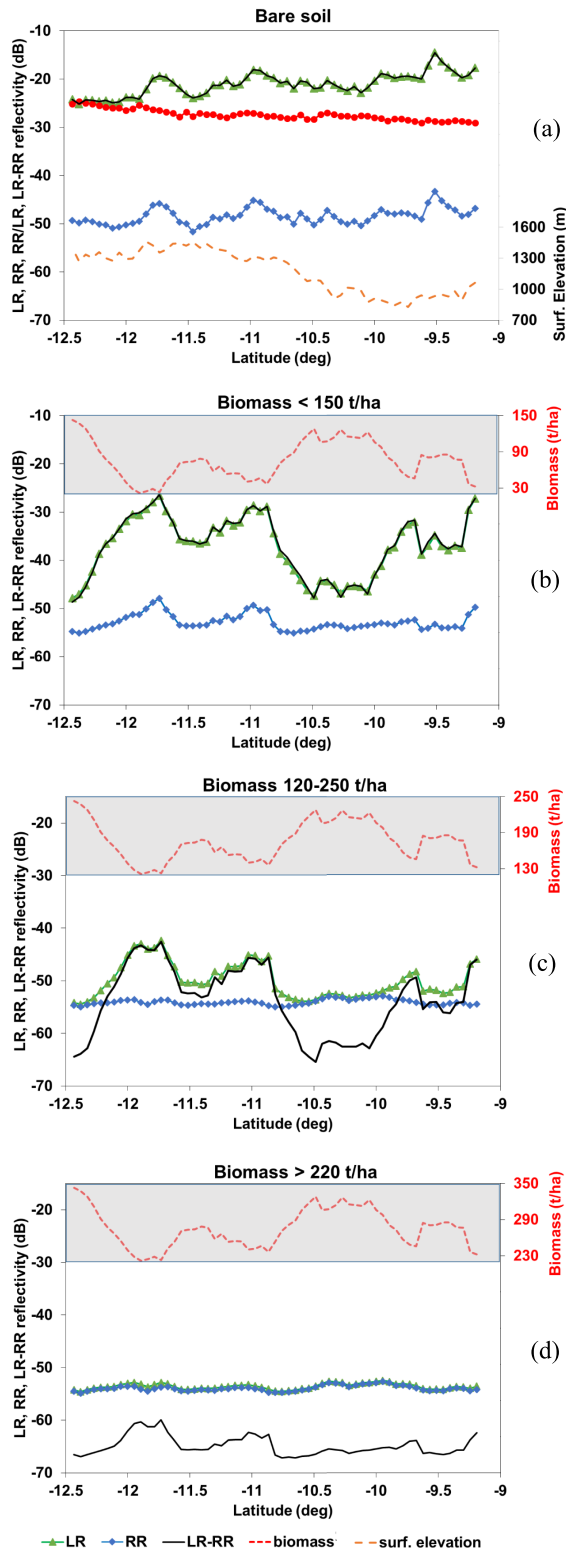 Bare soil
LR, RR, RR/LR, LR-RR reflectivity (dB)
-10
-20
-30
-40
-50
-60
-70
1600
1300
1000
700
Surf. Elevation (m)
-12.5 -12 -11.5 -11 -10.5 -10 -9.5 -9
Latitude (deg)
(a)
Biomass < 150 t/ha
LR, RR, LR-RR reflectivity (dB)
-10
-20
-30
-40
-50
-60
-70
150
90
30
BIomass (t/ha)
-12.5 -12 -11.5 -11 -10.5 -10 -9.5 -9
Latitude (deg)
(b)
Biomass 120-250 t/ha
LR, RR, LR-RR reflectivity (dB)
-20
-30
-40
-50
-60
-70
250
190
130
Biomass (t/ha)
-12.5 -12 -11.5 -11 -10.5 -10 -9.5 -9
Latitude (deg)
(c)
Biomass > 220 t/ha
LR, RR, LR-RR reflectivity (dB)
-20
-30
-40
-50
-60
-70
350
290
230
Biomass (t/ha)
-12.5 -12 -11.5 -11 -10.5 -10 -9.5 -9
Latitude (deg)
(d)
LR RR LR-RR biomass surf. elevation